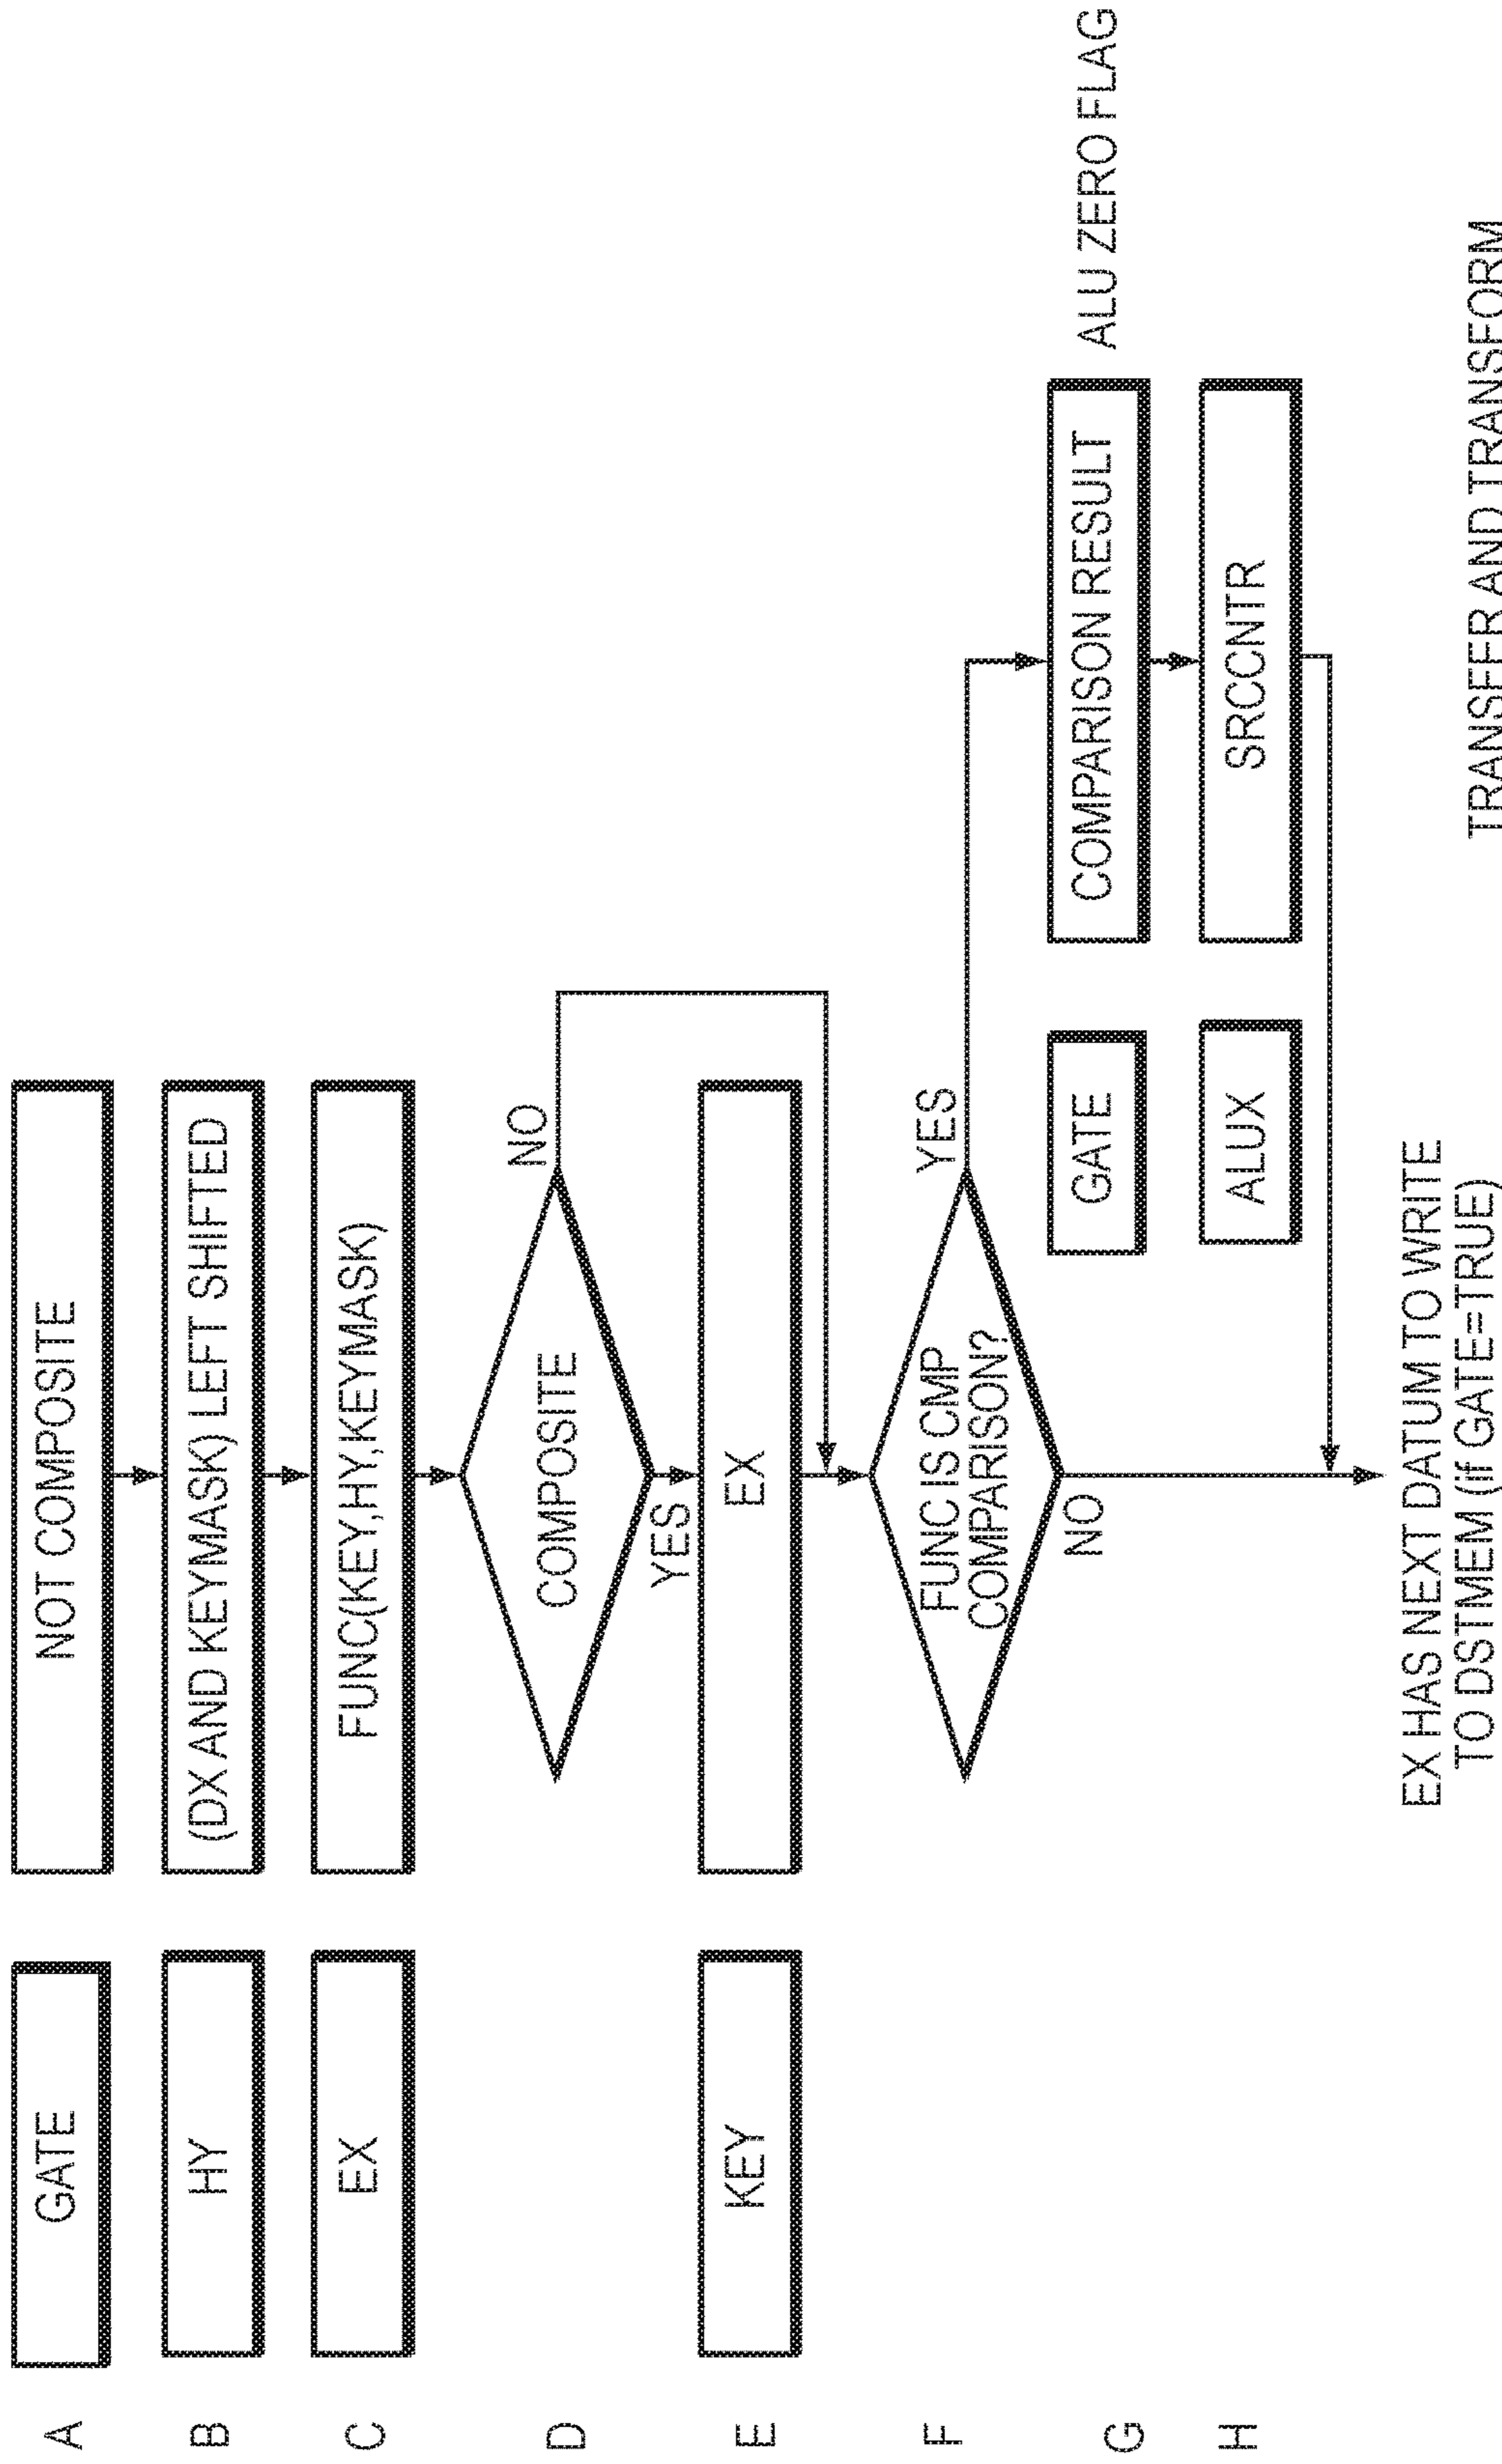 A
GATE
NOT COMPOSITE
B
HY
(DX AND KEYMASK) LEFT SHIFTED
C
EX
FUNC(KEY,HY,KEYMASK)
D
COMPOSITE
NO
YES
E
KEY
EX
F
FUNC IS CMP
COMPARISON?
YES
NO
G
GATE
COMPARISON RESULT
ALU ZERO FLAG
H
ALUX
SRCCNTR
EX HAS NEXT DATUM TO WRITE
TO DSTMEM (if GATE=TRUE)
TRANSFER AND TRANSFORM